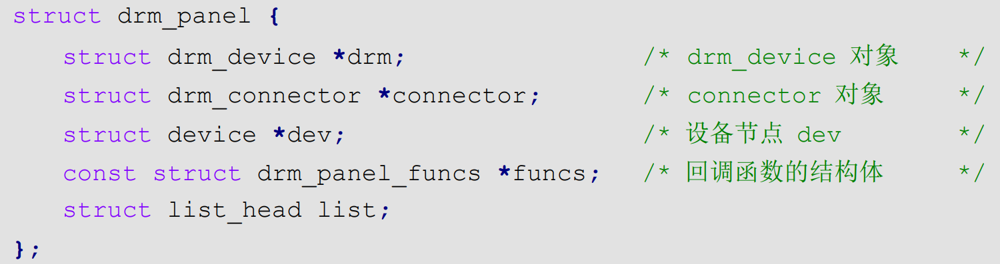 struct drm_panel {
struct drm_device *drm; /* drm_device 对象 */
struct drm_connector *connector; /* connector 对象 */
struct device *dev; /* 设备节点 dev */
const struct drm_panel_funcs *funcs; /* 回调函数的结构体 */
struct list_head list;
};